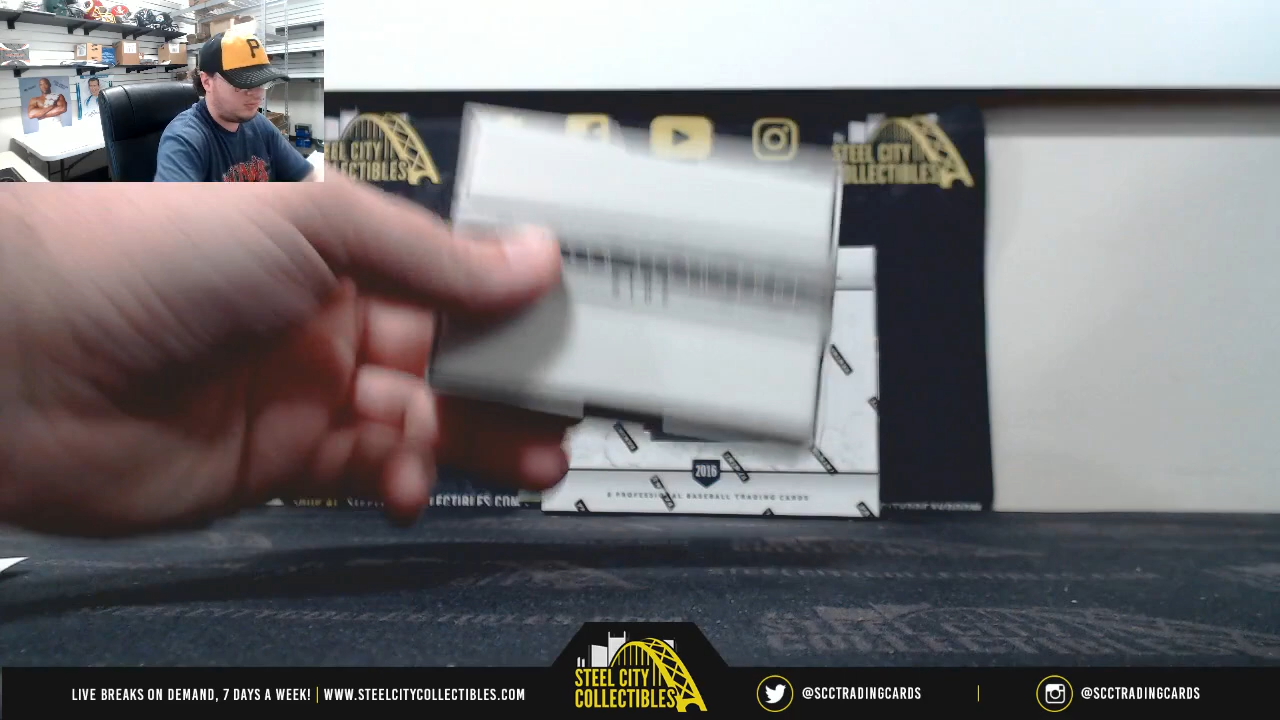 P
STEEL CITY
COLLECTIBLES
STEEL CITY
COLLECTIBLES
2016
8 PROFESSIONAL BASEBALL TRADING CARDS
STEEL CITY
COLLECTIBLES
LIVE BREAKS ON DEMAND, 7 DAYS A WEEK! | WWW.STEELCITYCOLLECTIBLES.COM
@SCCTRADINGCARDS
@SCCTRADINGCARDS